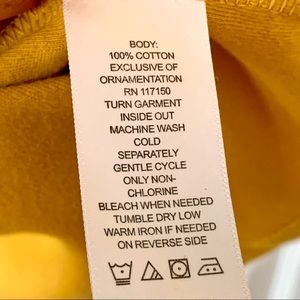 BODY:
100% COTTON
EXCLUSIVE OF
ORNAMENTATION
RN 117150
TURN GARMENT
INSIDE OUT
MACHINE WASH
COLD
SEPARATELY
GENTLE CYCLE
ONLY NON-
CHLORINE
BLEACH WHEN NEEDED
TUMBLE DRY LOW
WARM IRON IF NEEDED
ON REVERSE SIDE